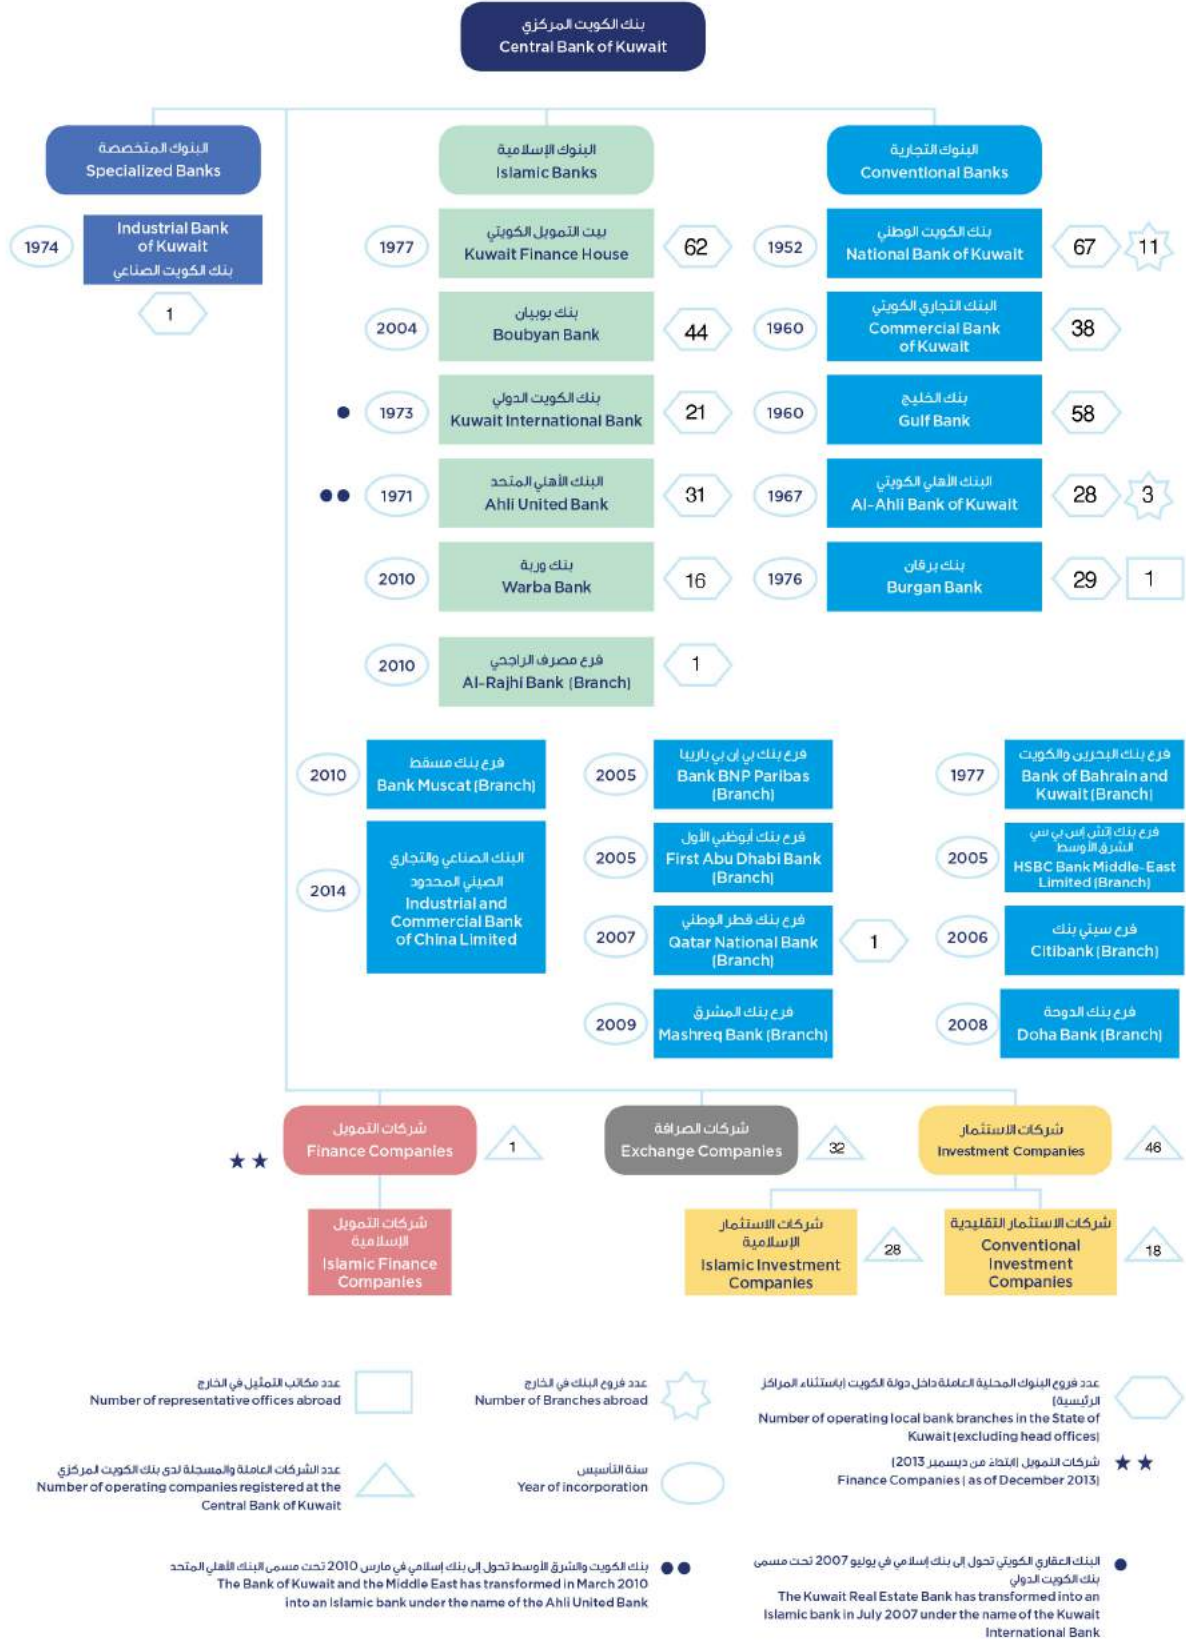 بنك الكويت المركزي
Central Bank of Kuwait
البنوك المتخصصة
Specialized Banks
البنوك الإسلامية
Islamic Banks
البنوك التجارية
Conventional Banks
1974
Industrial Bank
of Kuwait
بنك الكويت الصناعي
1
1977
بيت التمويل الكويتي
Kuwait Finance House
62
1952
بنك الكويت الوطني
National Bank of Kuwait
67
11
2004
بنك بوبيان
Boubyan Bank
44
1960
البنك التجاري الكويتي
Commercial Bank
of Kuwait
38
1973
بنك الكويت الدولي
Kuwait International Bank
21
1960
بنك الخليج
Gulf Bank
58
1971
البنك الأهلي المتحد
Ahli United Bank
31
1967
البنك الأهلي الكويتي
Al-Ahli Bank of Kuwait
28
3
2010
بنك وربة
Warba Bank
16
1976
بنك برقان
Burgan Bank
29
1
2010
فرع مصرف الراجحي
Al-Rajhi Bank (Branch)
1
2010
فرع بنك مسقط
Bank Muscat (Branch)
2005
فرع بنك بي إن بي باريبا
Bank BNP Paribas
(Branch)
1977
فرع بنك البحرين والكويت
Bank of Bahrain and
Kuwait (Branch)
2014
البنك الصناعي والتجاري
الصيني المحدود
Industrial and
Commercial Bank
of China Limited
2005
فرع بنك أبوظبي الأول
First Abu Dhabi Bank
(Branch)
2005
فرع بنك إتش إس بي سي
الشرق الأوسط
HSBC Bank Middle-East
Limited (Branch)
2007
فرع بنك قطر الوطني
Qatar National Bank
(Branch)
1
2006
فرع سيتي بنك
Citibank (Branch)
2009
فرع بنك المشرق
Mashreq Bank (Branch)
2008
فرع بنك الدوحة
Doha Bank (Branch)
شركات التمويل
Finance Companies
1
شركات الصرافة
Exchange Companies
32
شركات الاستثمار
Investment Companies
46
شركات التمويل
الإسلامية
Islamic Finance
Companies
شركات الاستثمار
الإسلامية
Islamic Investment
Companies
28
شركات الاستثمار التقليدية
Conventional
Investment
Companies
18
عدد مكاتب التمثيل في الخارج
Number of representative offices abroad
عدد فروع البنك في الخارج
Number of Branches abroad
عدد فروع البنوك المحلية العاملة داخل دولة الكويت (باستثناء المراكز
الرئيسية)
Number of operating local bank branches in the State of
Kuwait (excluding head offices)
عدد الشركات العاملة والمسجلة لدى بنك الكويت المركزي
Number of operating companies registered at the
Central Bank of Kuwait
سنة التأسيس
Year of incorporation
شركات التمويل (ابتداءً من ديسمبر 2013)
Finance Companies ( as of December 2013)
بنك الكويت والشرق الأوسط تحول إلى بنك إسلامي في مارس 2010 تحت مسمى البنك الأهلي المتحد
The Bank of Kuwait and the Middle East has transformed in March 2010
into an Islamic bank under the name of the Ahli United Bank
البنك العقاري الكويتي تحول إلى بنك إسلامي في يوليو 2007 تحت مسمى
بنك الكويت الدولي
The Kuwait Real Estate Bank has transformed into an
Islamic bank in July 2007 under the name of the Kuwait
International Bank